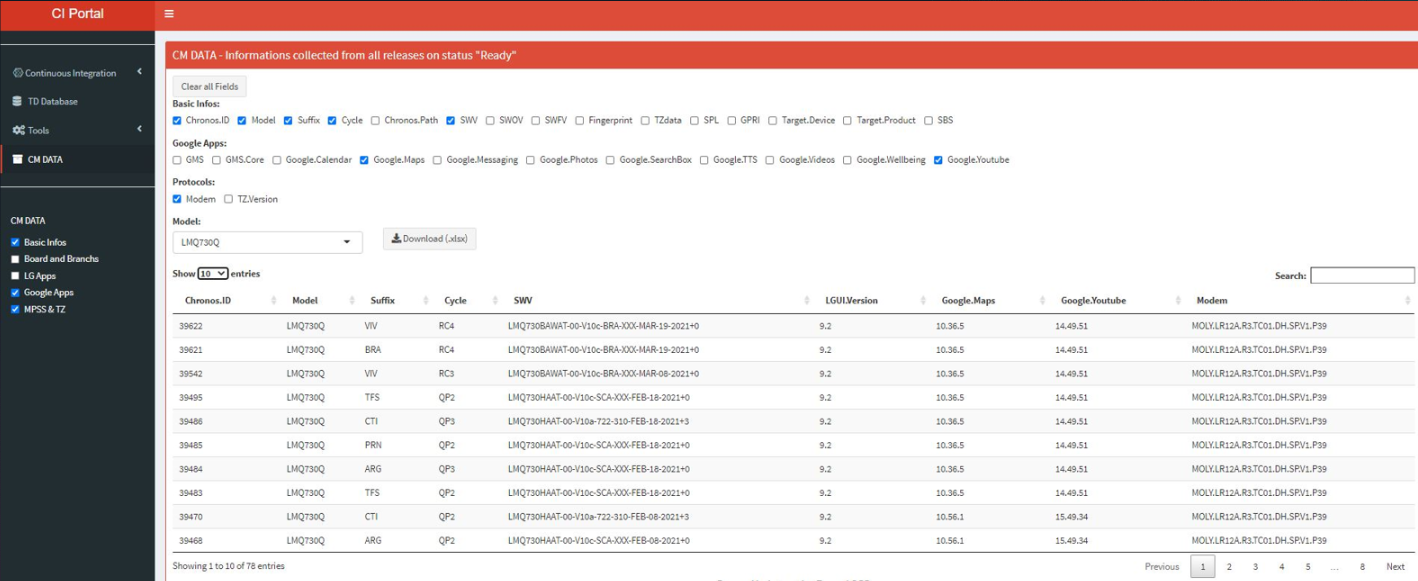 CI Portal
CM DATA - Informations collected from all releases on status "Ready"
Continuous Integration
TD Database
Tools
CM DATA
CM DATA
Basic Infos
Board and Branchs
LG Apps
Google Apps
MPSS & TZ
Clear all Fields
Basic Infos:
Chronos.ID Model Suffix Cycle Chronos.Path SWV SWOV SWFV Fingerprint TZdata SPL GPRI Target.Device Target.Product SBS
Google Apps:
GMS GMS.Core Google.Calendar Google.Maps Google.Messaging Google.Photos Google.SearchBox Google.TTS Google.Videos Google.Wellbeing Google.Youtube
Protocols:
Modem TZ.Version
Model:
LMQ730Q Download (.xlsx)
Show 10 entries Search:
Chronos.ID Model Suffix Cycle SWV LGUI.Version Google.Maps Google.Youtube Modem
39622 LMQ730Q VIV RC4 LMQ730BAWAT-00-V10c-BRA-XXX-MAR-19-2021+0 9.2 10.36.5 14.49.51 MOLY.LR12A.R3.TC01.DH.SP.V1.P39
39621 LMQ730Q BRA RC4 LMQ730BAWAT-00-V10c-BRA-XXX-MAR-19-2021+0 9.2 10.36.5 14.49.51 MOLY.LR12A.R3.TC01.DH.SP.V1.P39
39542 LMQ730Q VIV RC3 LMQ730BAWAT-00-V10c-BRA-XXX-MAR-08-2021+0 9.2 10.36.5 14.49.51 MOLY.LR12A.R3.TC01.DH.SP.V1.P39
39495 LMQ730Q TFS QP2 LMQ730HAAT-00-V10c-SCA-XXX-FEB-18-2021+0 9.2 10.36.5 14.49.51 MOLY.LR12A.R3.TC01.DH.SP.V1.P39
39486 LMQ730Q CTI QP3 LMQ730HAAT-00-V10a-722-310-FEB-18-2021+3 9.2 10.36.5 14.49.51 MOLY.LR12A.R3.TC01.DH.SP.V1.P39
39485 LMQ730Q PRN QP2 LMQ730HAAT-00-V10c-SCA-XXX-FEB-18-2021+0 9.2 10.36.5 14.49.51 MOLY.LR12A.R3.TC01.DH.SP.V1.P39
39484 LMQ730Q ARG QP3 LMQ730HAAT-00-V10c-SCA-XXX-FEB-18-2021+0 9.2 10.36.5 14.49.51 MOLY.LR12A.R3.TC01.DH.SP.V1.P39
39483 LMQ730Q TFS QP2 LMQ730HAAT-00-V10c-SCA-XXX-FEB-18-2021+0 9.2 10.36.5 14.49.51 MOLY.LR12A.R3.TC01.DH.SP.V1.P39
39470 LMQ730Q CTI QP2 LMQ730HAAT-00-V10a-722-310-FEB-08-2021+3 9.2 10.56.1 15.49.34 MOLY.LR12A.R3.TC01.DH.SP.V1.P39
39468 LMQ730Q ARG QP2 LMQ730HAAT-00-V10c-SCA-XXX-FEB-08-2021+0 9.2 10.56.1 15.49.34 MOLY.LR12A.R3.TC01.DH.SP.V1.P39
Showing 1 to 10 of 78 entries Previous 1 2 3 4 5 ... 8 Next